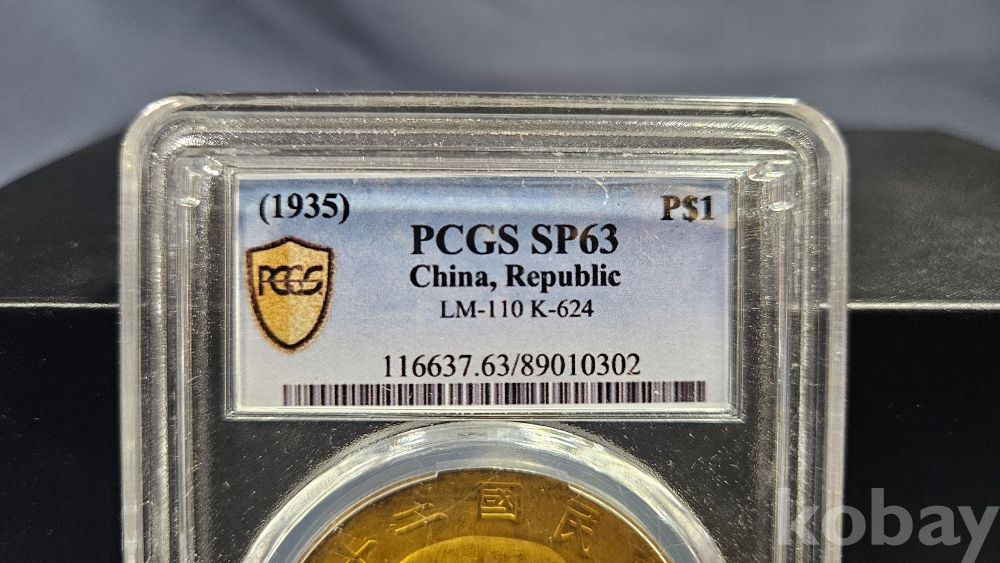 (1935) P$1
PCGS SP63
PCGS
China, Republic
LM-110 K-624
116637.63/89010302
國民
kobay